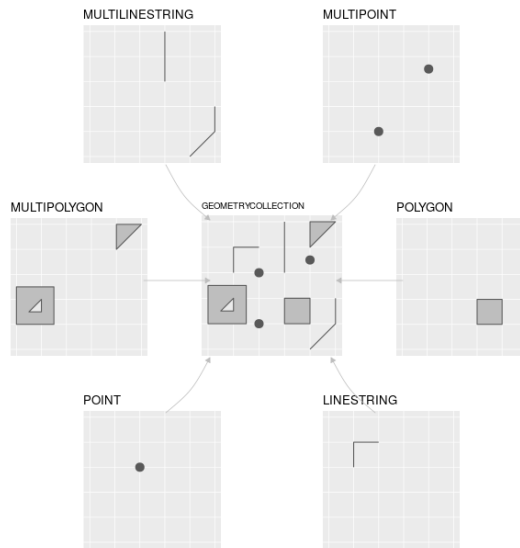 MULTILINESTRING
MULTIPOINT
MULTIPOLYGON
GEOMETRYCOLLECTION
POLYGON
POINT
LINESTRING